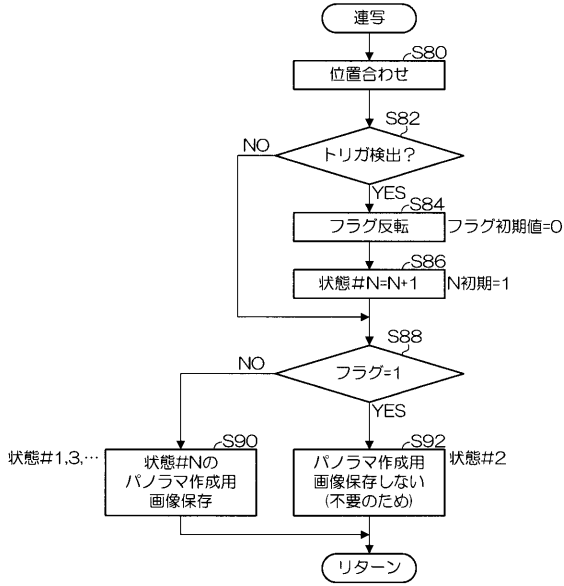 連写
S80
位置合わせ
S82
トリガ検出？
NO
YES
S84
フラグ反転
フラグ初期値=0
S86
状態#N=N+1
N初期=1
S88
フラグ=1
NO
YES
S90
状態#1,3,…
状態#Nの
パノラマ作成用
画像保存
S92
パノラマ作成用
画像保存しない
(不要のため)
状態#2
リターン